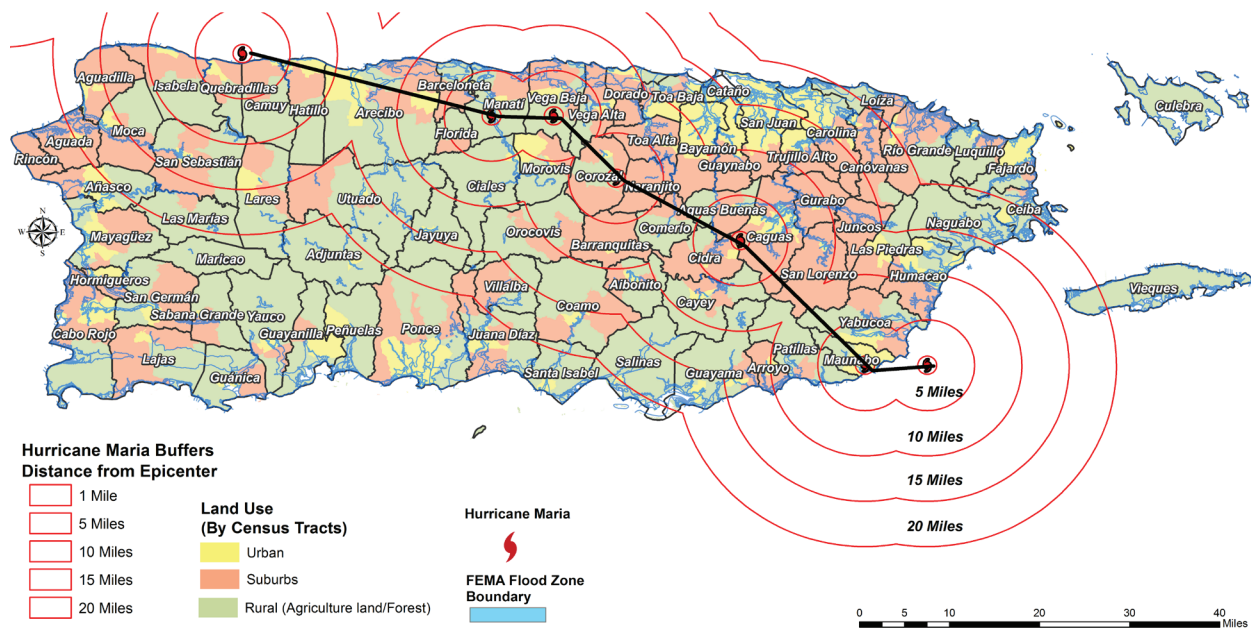 Culebra
Aguadilla
Isabela
Quebradillas
Camuy
Hatillo
Arecibo
Barceloneta
Manatí
Vega Baja
Vega Alta
Dorado
Toa Baja
Cataño
Loíza
Moca
Aguada
Rincón
San Sebastián
Florida
Toa Alta
Bayamón
San Juan
Carolina
Guaynabo
Trujillo Alto
Canóvanas
Río Grande
Luquillo
Fajardo
Añasco
Lares
Utuado
Ciales
Morovis
Corozal
Naranjito
Aguas Buenas
Gurabo
Naguabo
Ceiba
Las Marías
Mayagüez
Maricao
Adjuntas
Jayuya
Orocovis
Barranquitas
Comerío
Caguas
Juncos
Las Piedras
Humacao
Cidra
San Lorenzo
Hormigueros
San Germán
Sabana Grande
Yauco
Guayanilla
Peñuelas
Ponce
Villalba
Coamo
Aibonito
Cayey
Vieques
Yabucoa
Cabo Rojo
Lajas
Guánica
Juana Díaz
Santa Isabel
Salinas
Guayama
Arroyo
Patillas
Maunabo
N
W
E
S
5 Miles
10 Miles
15 Miles
20 Miles
Hurricane Maria Buffers
Distance from Epicenter
1 Mile
5 Miles
10 Miles
15 Miles
20 Miles
Land Use
(By Census Tracts)
Urban
Suburbs
Rural (Agriculture land/Forest)
Hurricane Maria
FEMA Flood Zone
Boundary
0 5 10 20 30 40
Miles